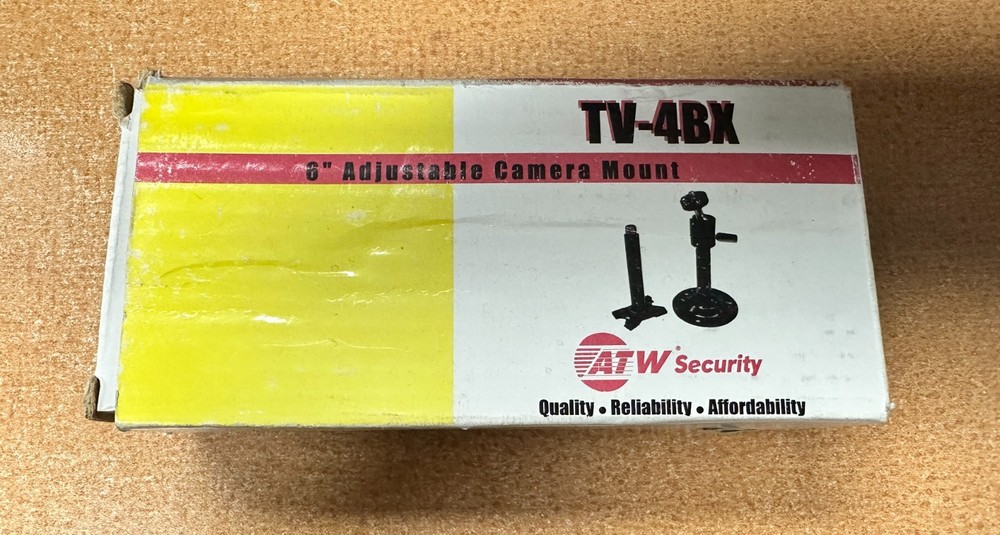 TV-4BX
6" Adjustable Camera Mount
ATW® Security
Quality • Reliability • Affordability